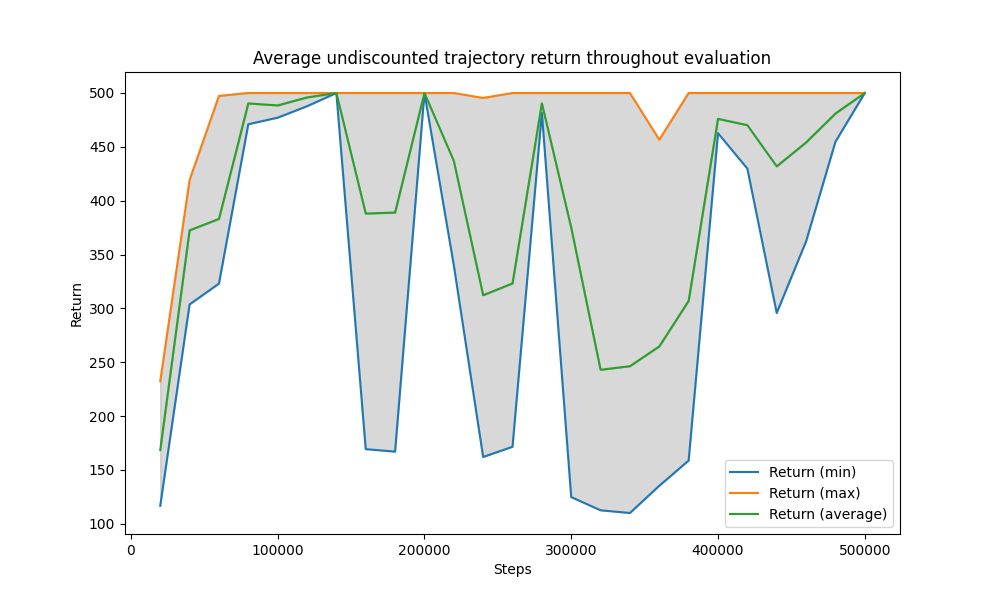 Average undiscounted trajectory return throughout evaluation
Return
500
450
400
350
300
250
200
150
100
Return (min)
Return (max)
Return (average)
0
100000
200000
300000
400000
500000
Steps